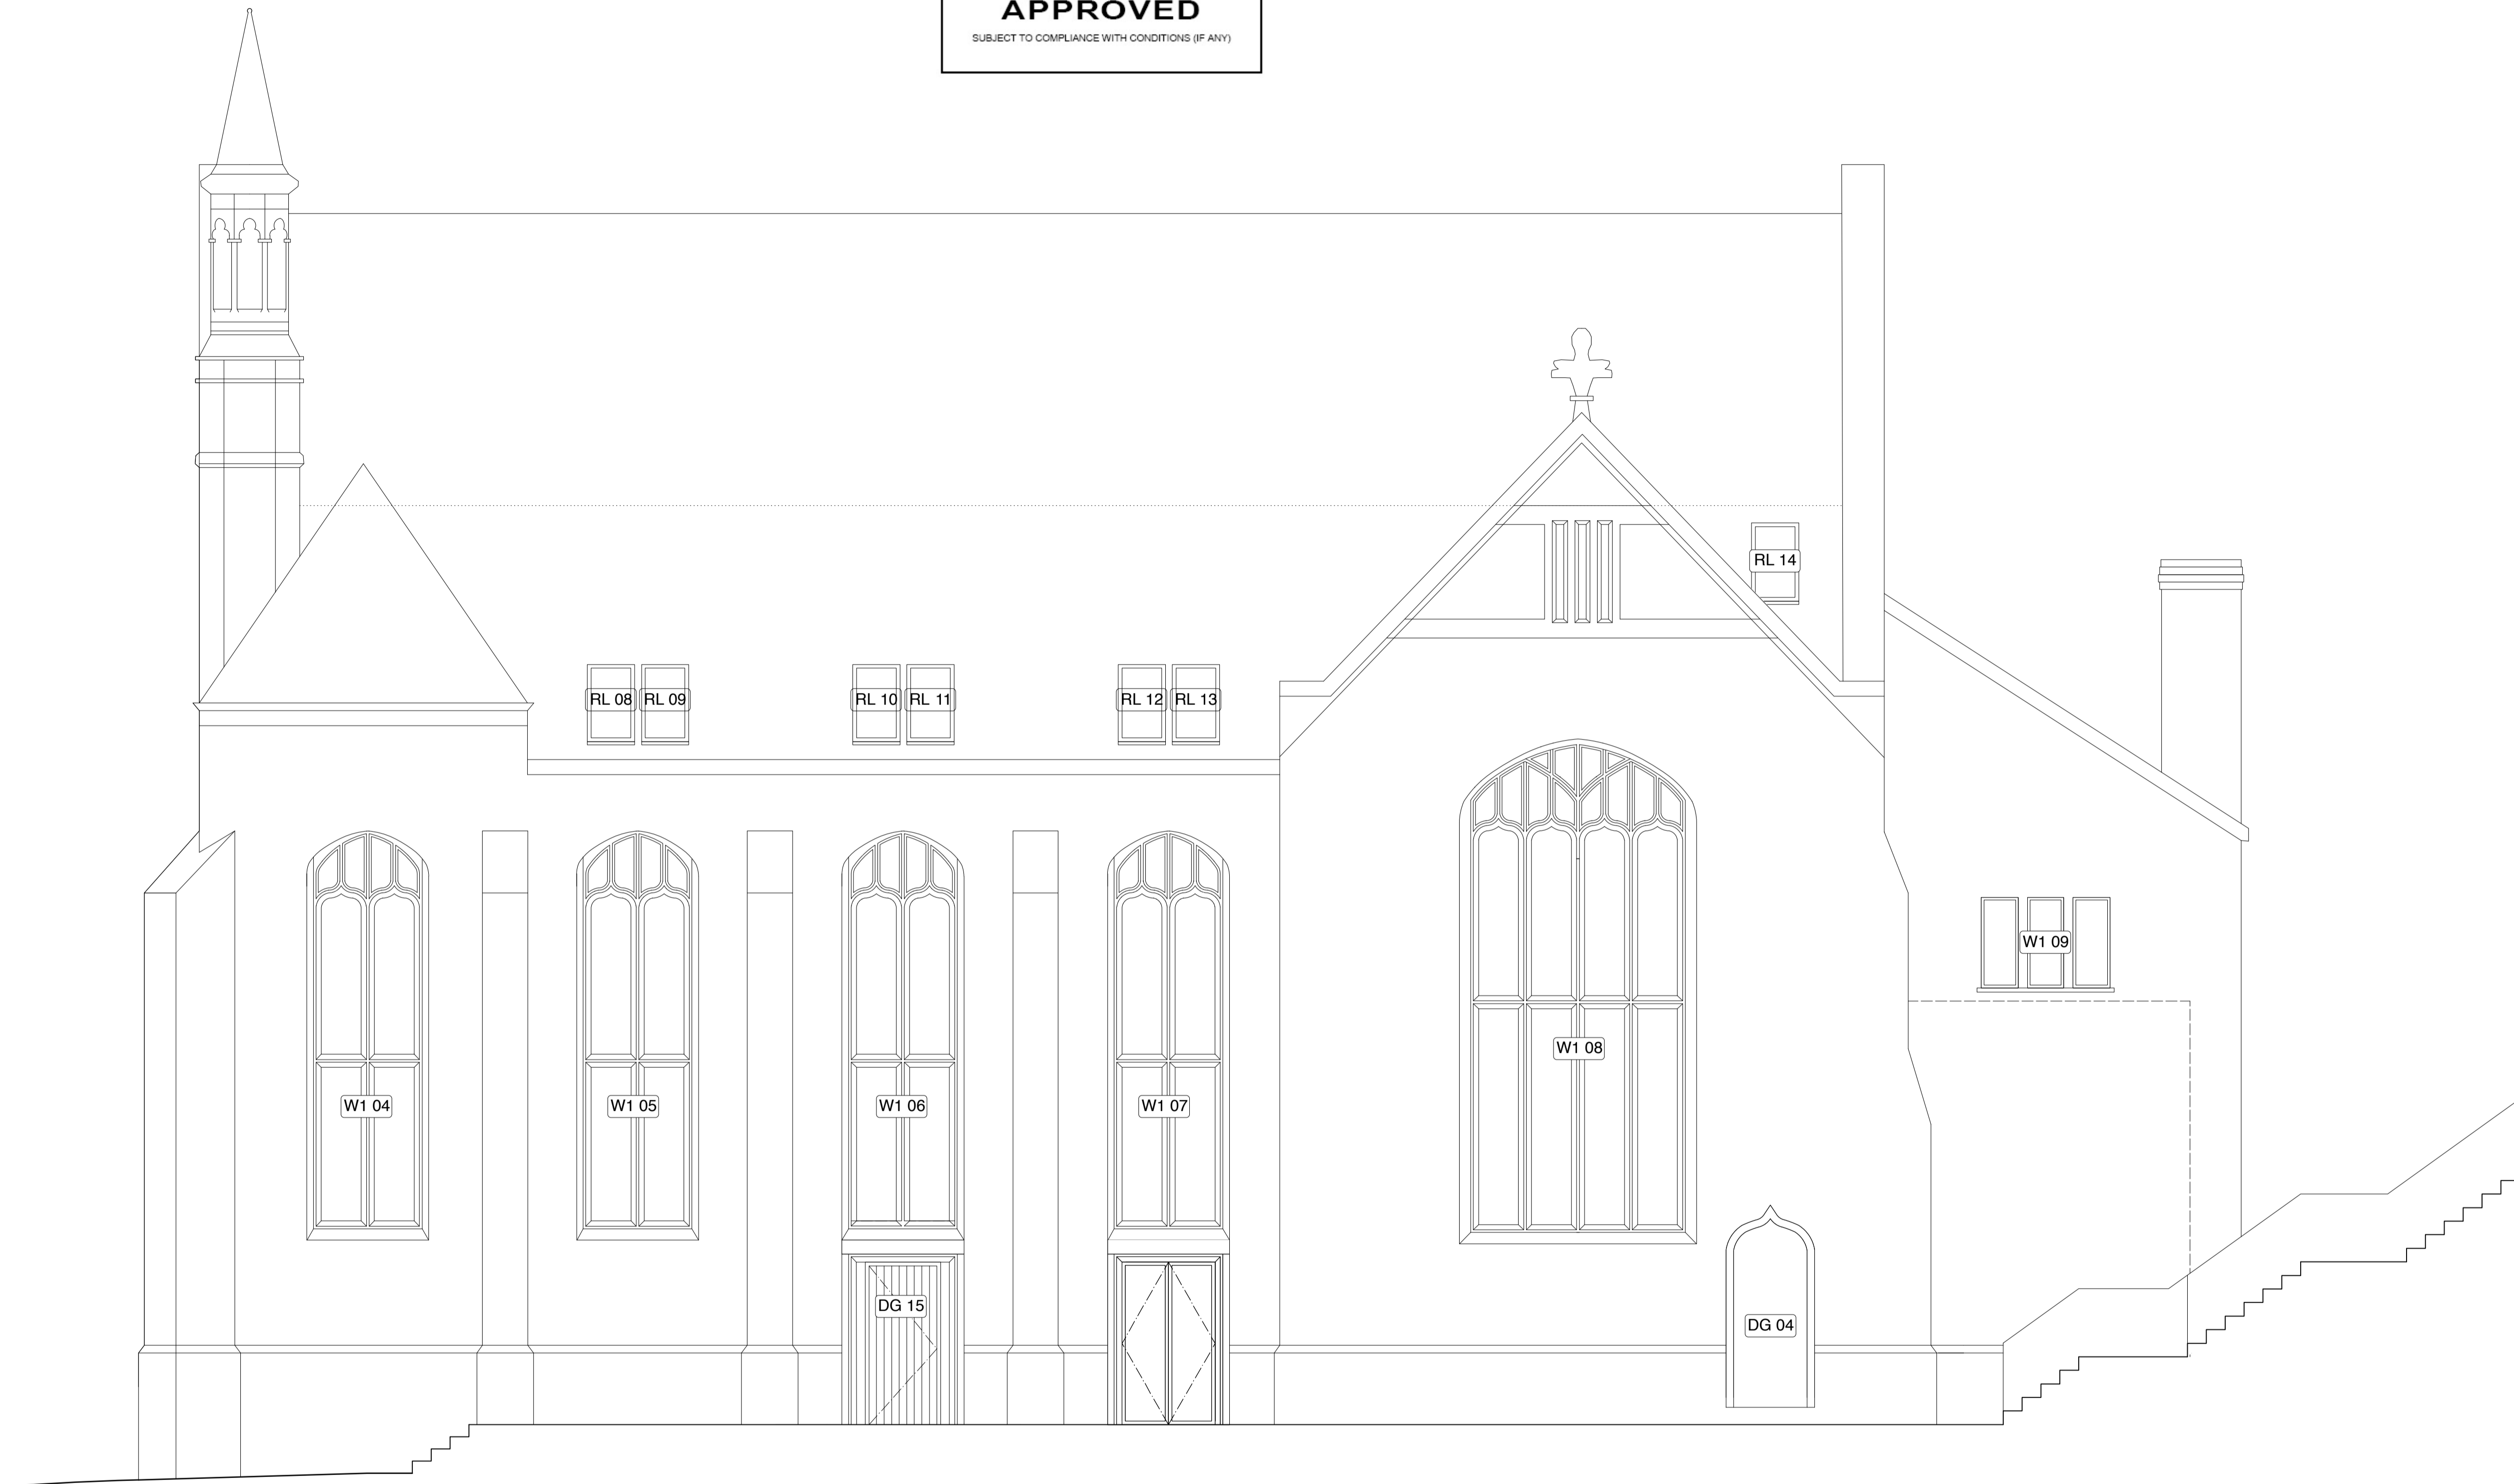 APPROVED
SUBJECT TO COMPLIANCE WITH CONDITIONS (IF ANY)
RL 14
RL 08
RL 09
RL 10
RL 11
RL 12
RL 13
W1 09
W1 08
W1 04
W1 05
W1 06
W1 07
DG 15
DG 04